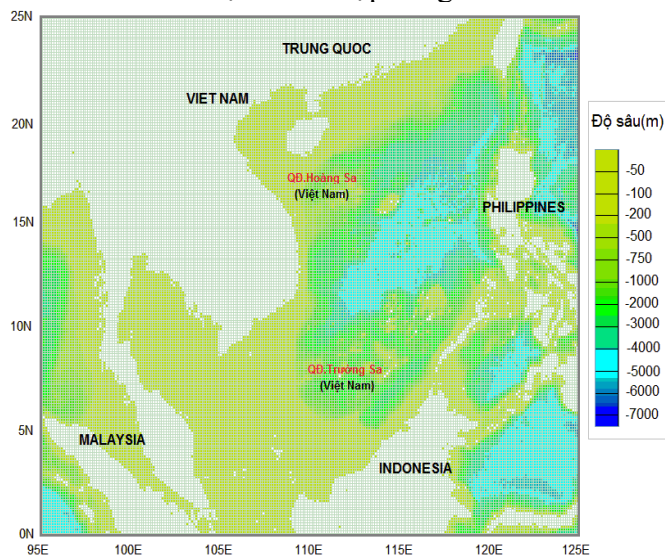 25N
TRUNG QUOC
VIET NAM
20N
QĐ.Hoàng Sa
(Việt Nam)
PHILIPPINES
15N
10N
QĐ.Trường Sa
(Việt Nam)
5N
MALAYSIA
INDONESIA
0N
95E 100E 105E 110E 115E 120E 125E
Độ sâu(m)
-50
-100
-200
-500
-750
-1000
-2000
-3000
-4000
-5000
-6000
-7000